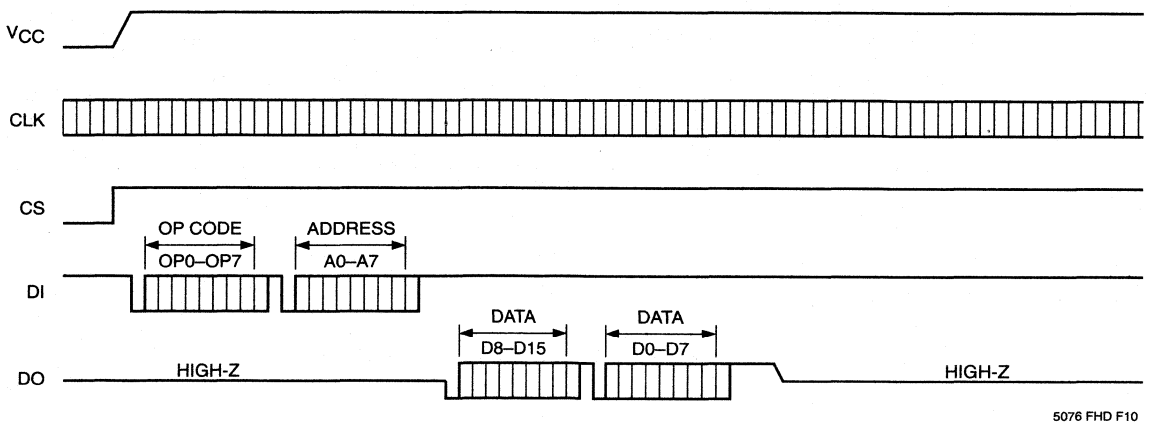 VCC
CLK
CS
OP CODE
ADDRESS
OP0–OP7
A0–A7
DI
DATA
DATA
D8–D15
D0–D7
DO
HIGH-Z
HIGH-Z
5076 FHD F10